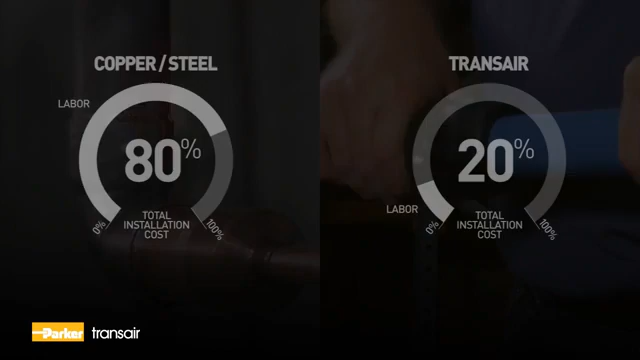 COPPER / STEEL
LABOR
80%
0%
TOTAL
INSTALLATION
COST
100%
TRANSAIR
20%
LABOR
0%
TOTAL
INSTALLATION
COST
100%
Parker transair